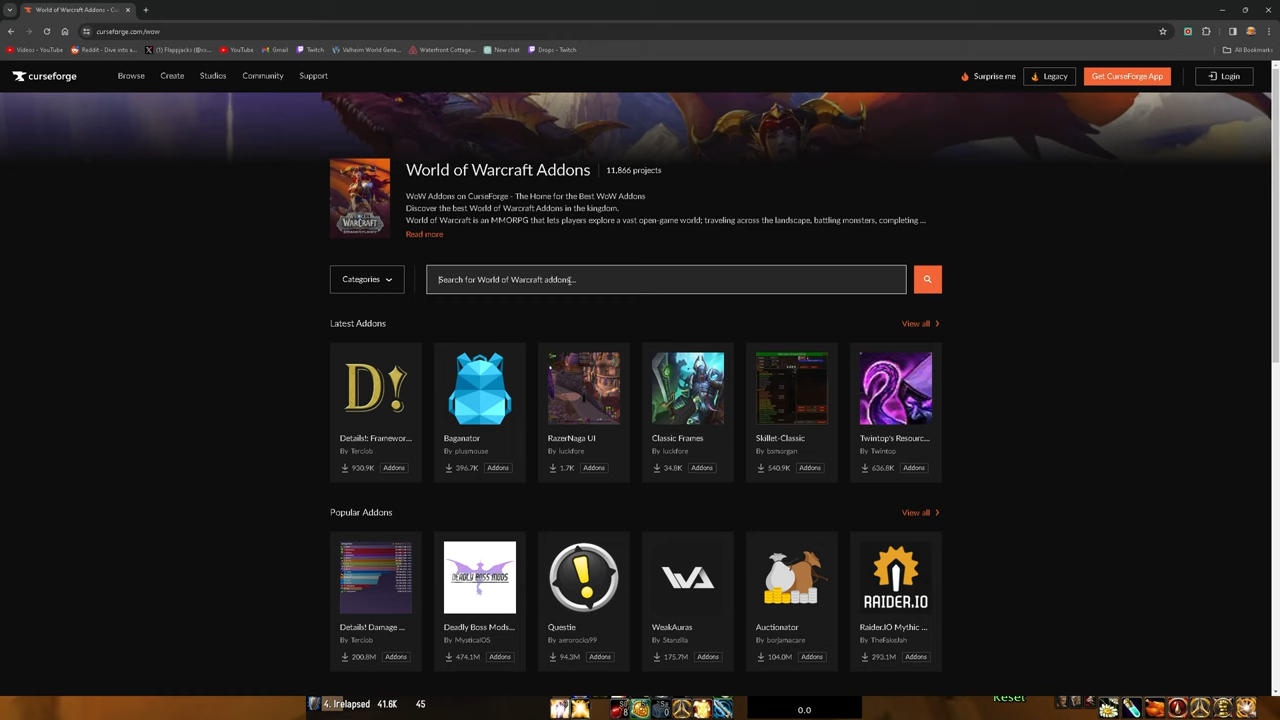 World of Warcraft Addons - Cu
curseforge.com/wow
Videos - YouTube
Reddit - Dive into a...
Flappjacks (@sc...
YouTube
Gmail
Twitch
Valheim World Gene...
Waterfront Cottage...
New chat
Drops - Twitch
All Bookmarks
curseforge
Browse
Create
Studios
Community
Support
Surprise me
Legacy
Get CurseForge App
Login
World of Warcraft Addons
11,866 projects
WoW Addons on CurseForge - The Home for the Best WoW Addons
Discover the best World of Warcraft Addons in the kingdom.
World of Warcraft is an MMORPG that lets players explore a vast open-game world; traveling across the landscape, battling monsters, completing ...
Read more
Categories
Search for World of Warcraft addons...
Latest Addons
View all
D!
Details!: Framewor...
By Terciob
930.9K Addons
Baganator
By plusmouse
396.7K Addons
RazerNaga UI
By luckfore
1.7K Addons
Classic Frames
By luckfore
34.8K Addons
Skillet-Classic
By bsmorgan
540.9K Addons
Twintop's Resourc...
By Twintop
636.8K Addons
Popular Addons
View all
Details! Damage ...
By Terciob
200.8M Addons
DEADLY BOSS MODS
Deadly Boss Mods...
By MysticalOS
474.1M Addons
Questie
By aerorocks99
94.3M Addons
WA
WeakAuras
By Stanzilla
175.7M Addons
Auctionator
By borjamacare
104.0M Addons
RAIDER.IO
Raider.IO Mythic ...
By TheFakeJah
293.1M Addons
4. Irelapsed 41.6K 45
0.0
Reset